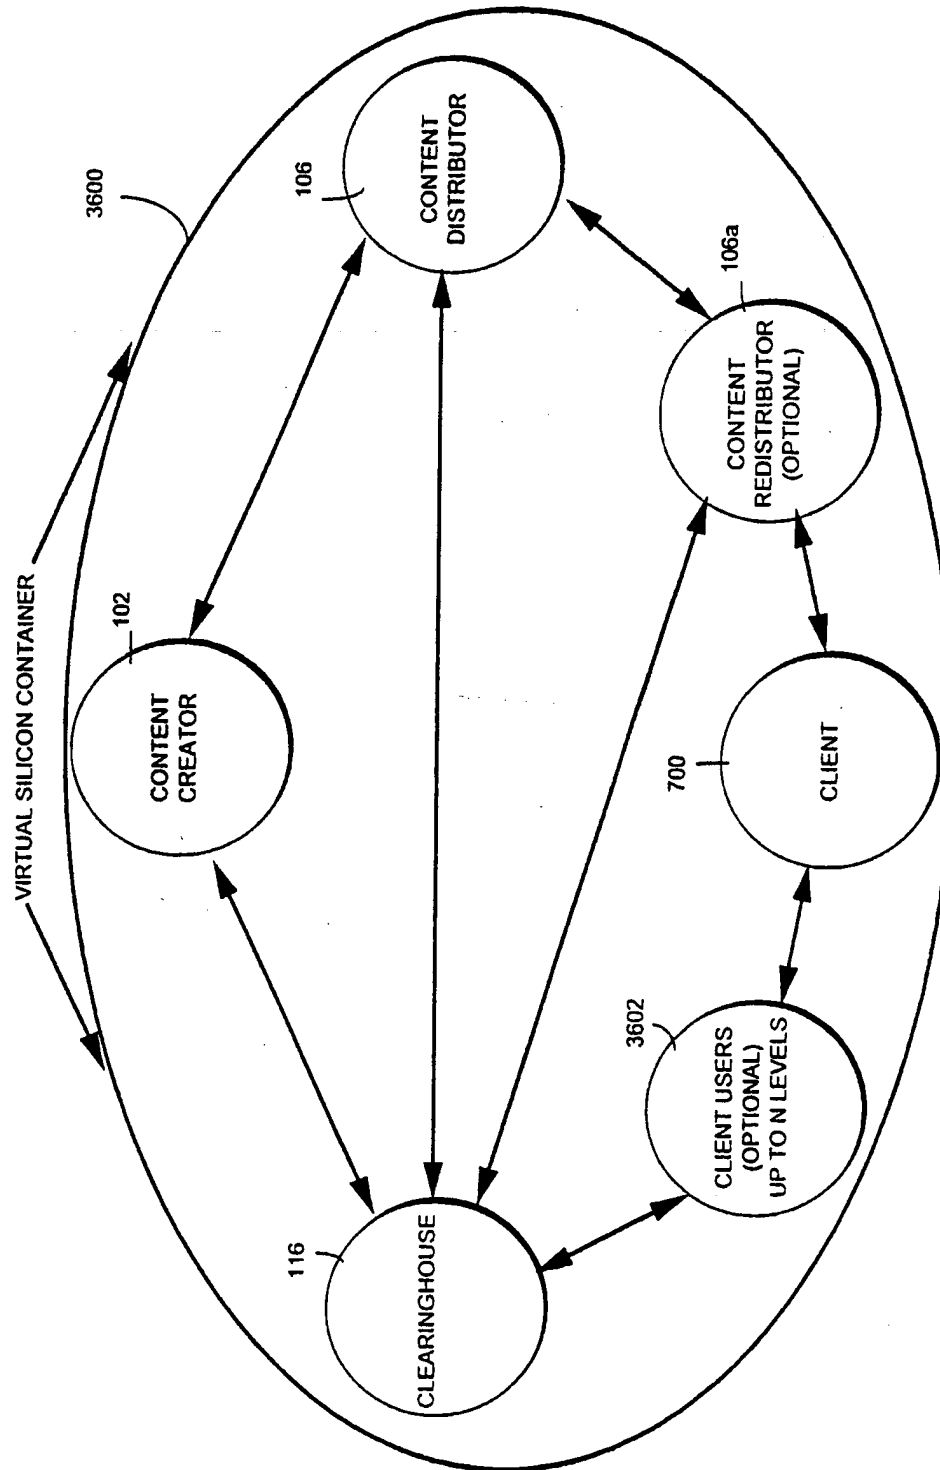 VIRTUAL SILICON CONTAINER
3600
102
CONTENT
CREATOR
106
CONTENT
DISTRIBUTOR
116
CLEARINGHOUSE
106a
CONTENT
REDISTRIBUTOR
(OPTIONAL)
3602
CLIENT USERS
(OPTIONAL)
UP TO N LEVELS
700
CLIENT